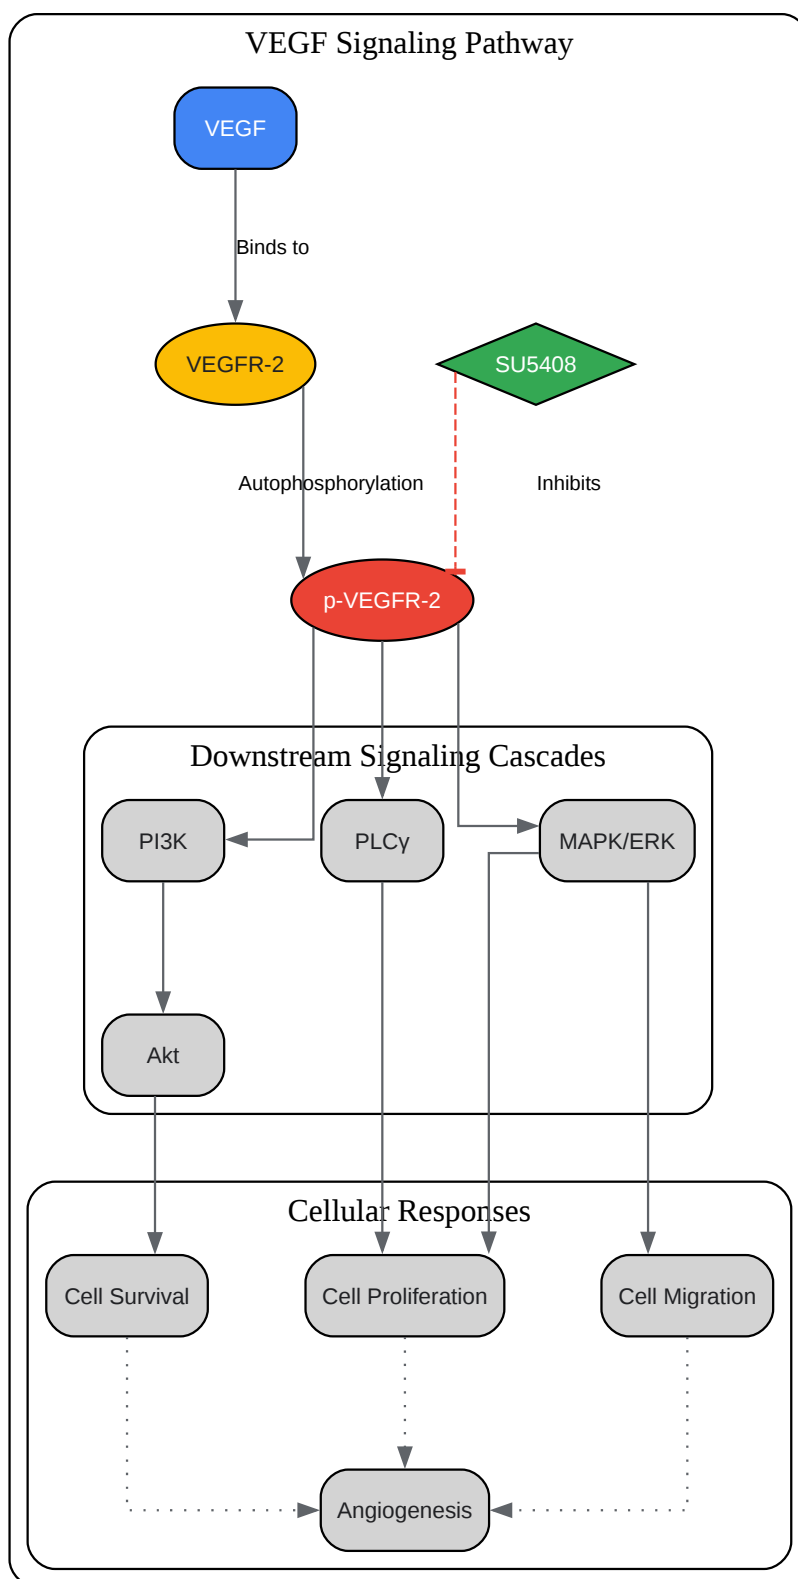 VEGF Signaling Pathway
VEGF
Binds to
VEGFR-2
SU5408
Autophosphorylation
Inhibits
p-VEGFR-2
Downstream Signaling Cascades
PI3K
PLCγ
MAPK/ERK
Akt
Cellular Responses
Cell Survival
Cell Proliferation
Cell Migration
Angiogenesis